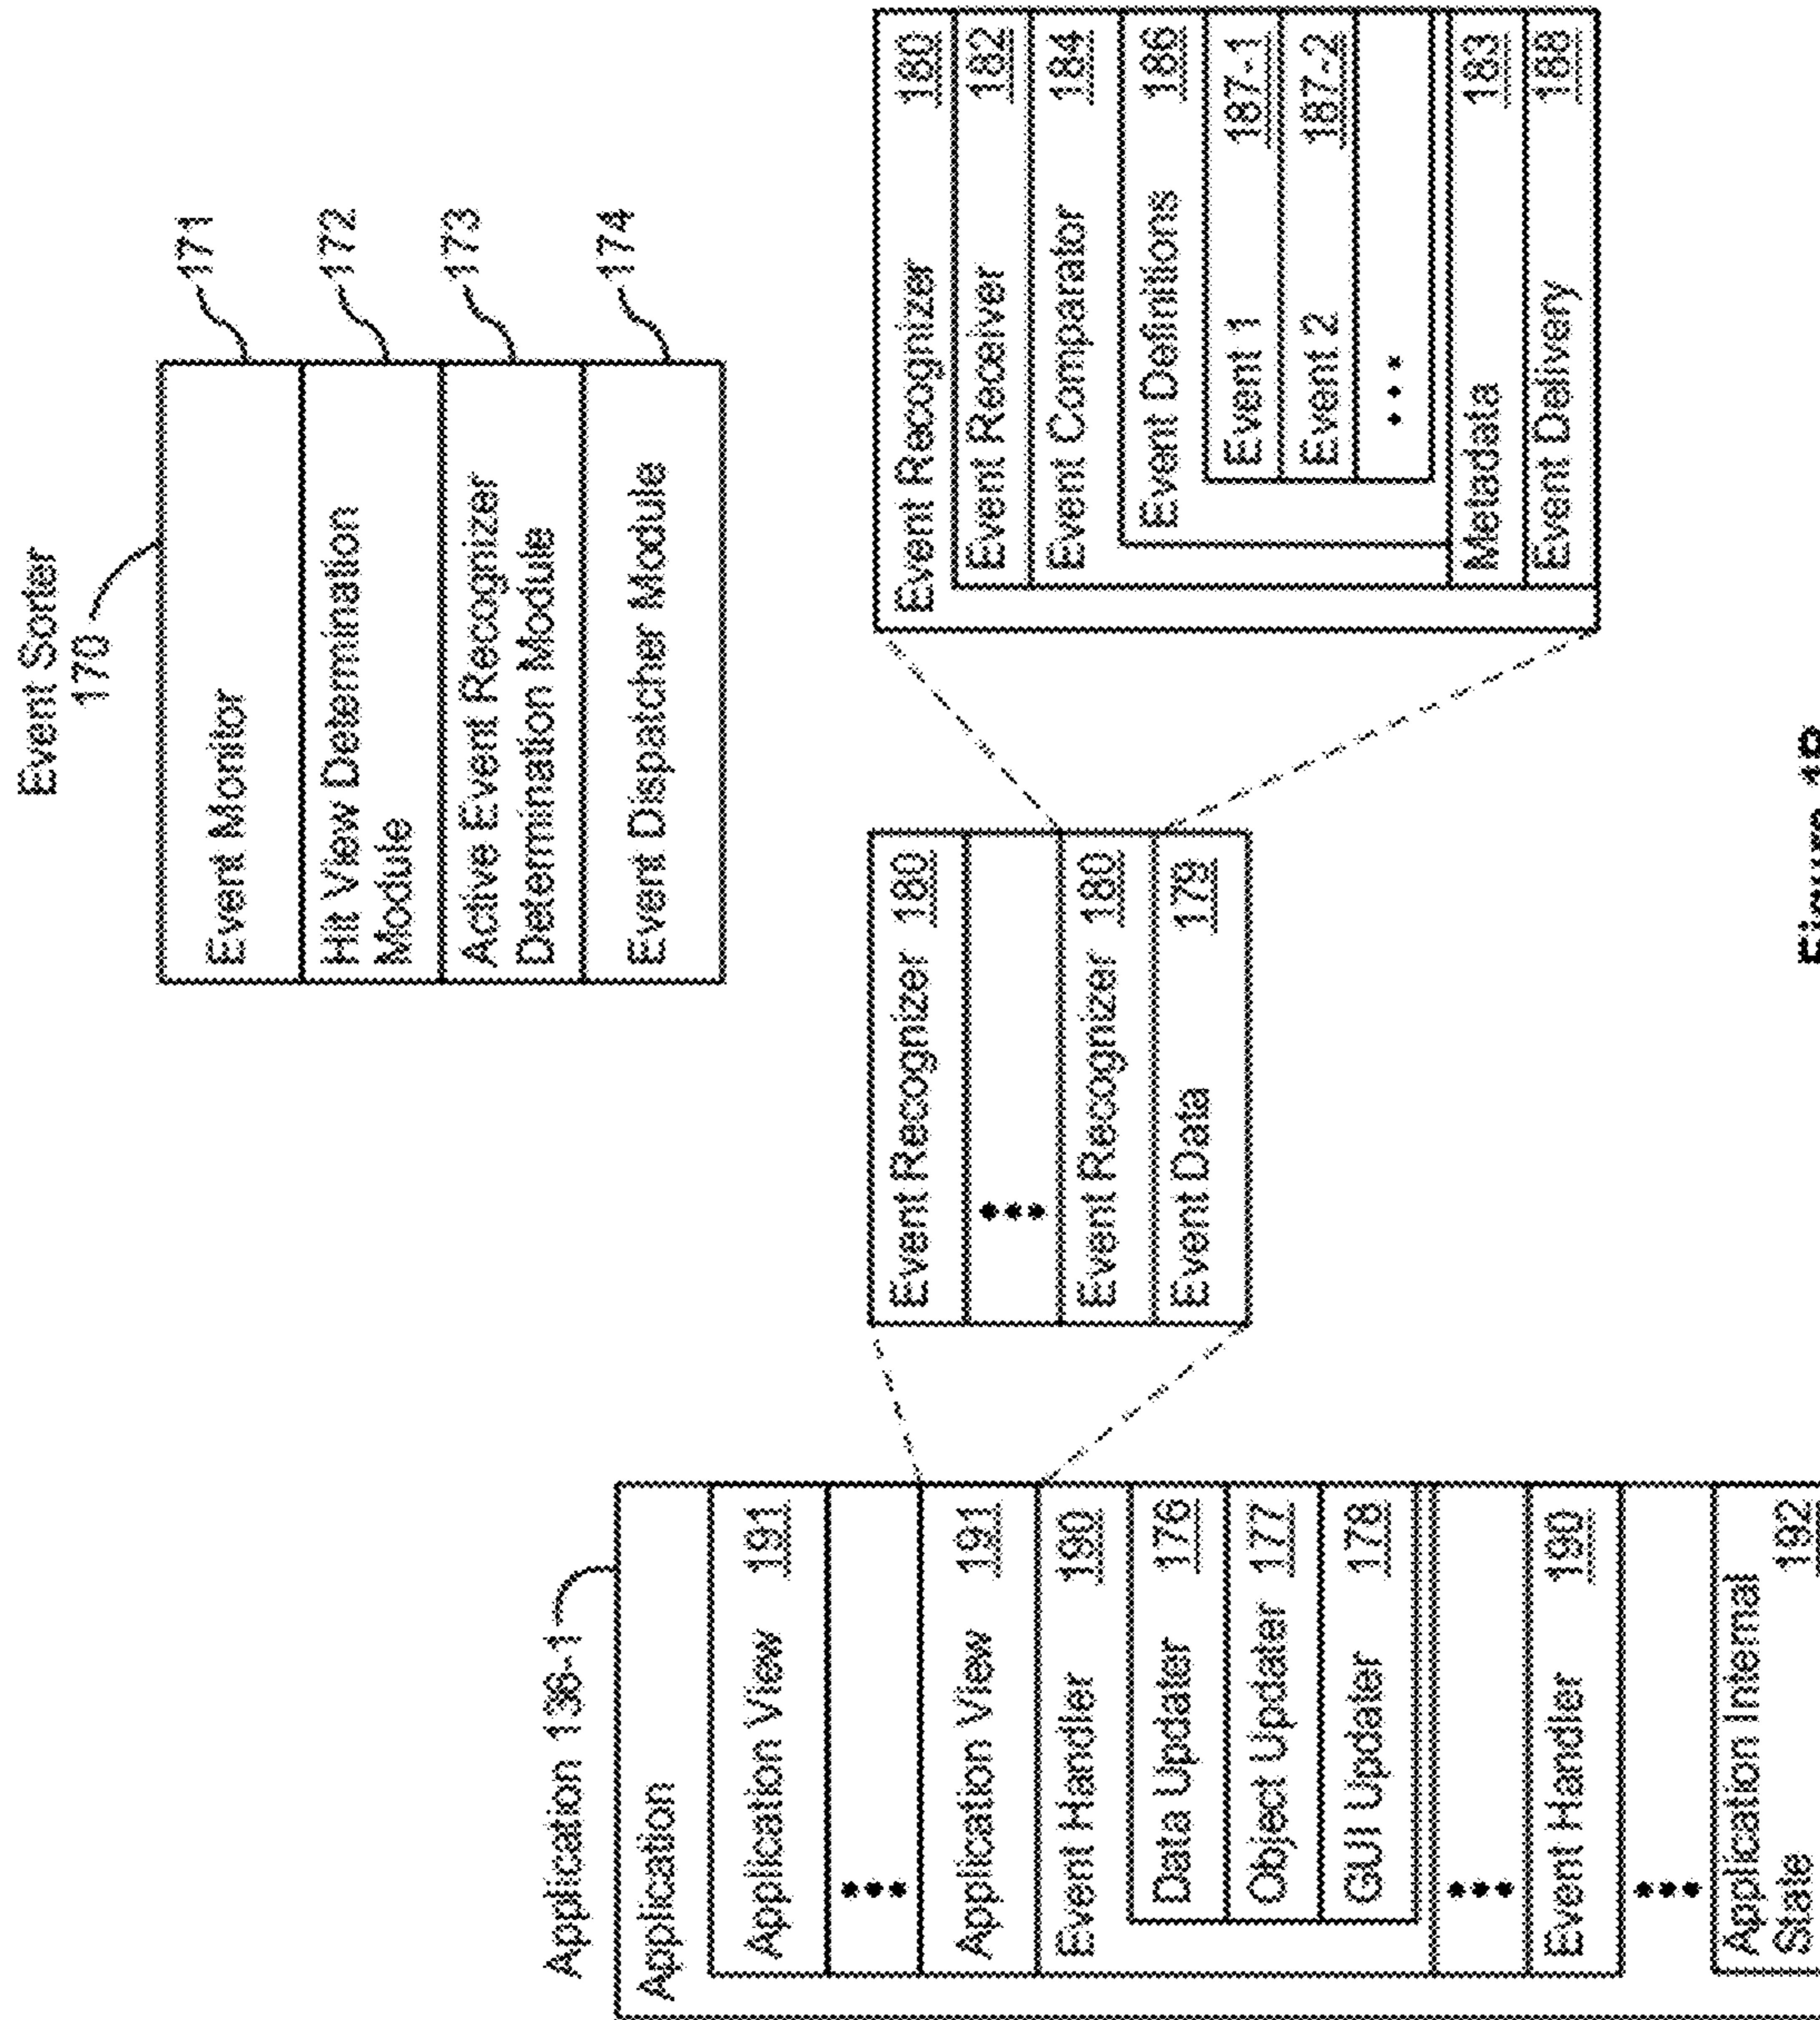 Event Sorter
170
Event Monitor
171
Hit View Determination
Module
172
Active Event Recognizer
Determination Module
173
Event Dispatcher Module
174
Application 136-1
Application
Application View 191
•••
Application View 191
Event Handler 190
Data Updater 176
Object Updater 177
GUI Updater 178
•••
Event Handler 190
•••
Application Internal
State 192
Event Recognizer 180
•••
Event Recognizer 180
Event Data 179
Event Recognizer 180
Event Receiver 182
Event Comparator 184
Event Definitions 186
Event 1 187-1
Event 2 187-2
•••
Metadata 183
Event Delivery 188
Figure 1B